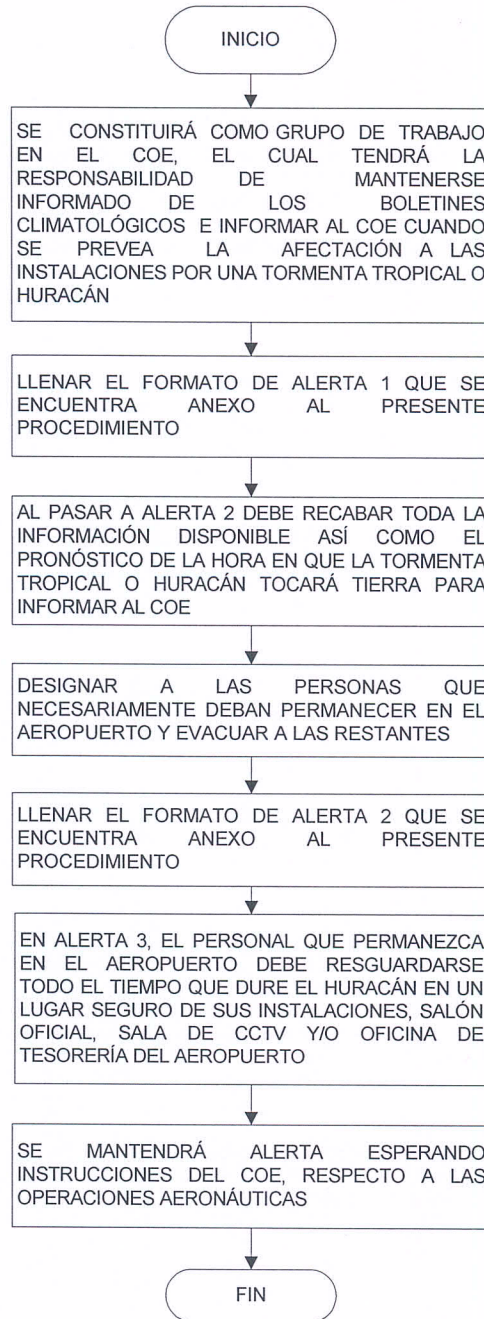 INICIO
SE CONSTITUIRÁ COMO GRUPO DE TRABAJO
EN EL COE, EL CUAL TENDRÁ LA
RESPONSABILIDAD DE MANTENERSE
INFORMADO DE LOS BOLETINES
CLIMATOLÓGICOS E INFORMAR AL COE CUANDO
SE PREVEA LA AFECTACIÓN A LAS
INSTALACIONES POR UNA TORMENTA TROPICAL O
HURACÁN
LLENAR EL FORMATO DE ALERTA 1 QUE SE
ENCUENTRA ANEXO AL PRESENTE
PROCEDIMIENTO
AL PASAR A ALERTA 2 DEBE RECABAR TODA LA
INFORMACIÓN DISPONIBLE ASÍ COMO EL
PRONÓSTICO DE LA HORA EN QUE LA TORMENTA
TROPICAL O HURACÁN TOCARÁ TIERRA PARA
INFORMAR AL COE
DESIGNAR A LAS PERSONAS QUE
NECESARIAMENTE DEBAN PERMANECER EN EL
AEROPUERTO Y EVACUAR A LAS RESTANTES
LLENAR EL FORMATO DE ALERTA 2 QUE SE
ENCUENTRA ANEXO AL PRESENTE
PROCEDIMIENTO
EN ALERTA 3, EL PERSONAL QUE PERMANEZCA
EN EL AEROPUERTO DEBE RESGUARDARSE
TODO EL TIEMPO QUE DURE EL HURACÁN EN UN
LUGAR SEGURO DE SUS INSTALACIONES, SALÓN
OFICIAL, SALA DE CCTV Y/O OFICINA DE
TESORERÍA DEL AEROPUERTO
SE MANTENDRÁ ALERTA ESPERANDO
INSTRUCCIONES DEL COE, RESPECTO A LAS
OPERACIONES AERONÁUTICAS
FIN